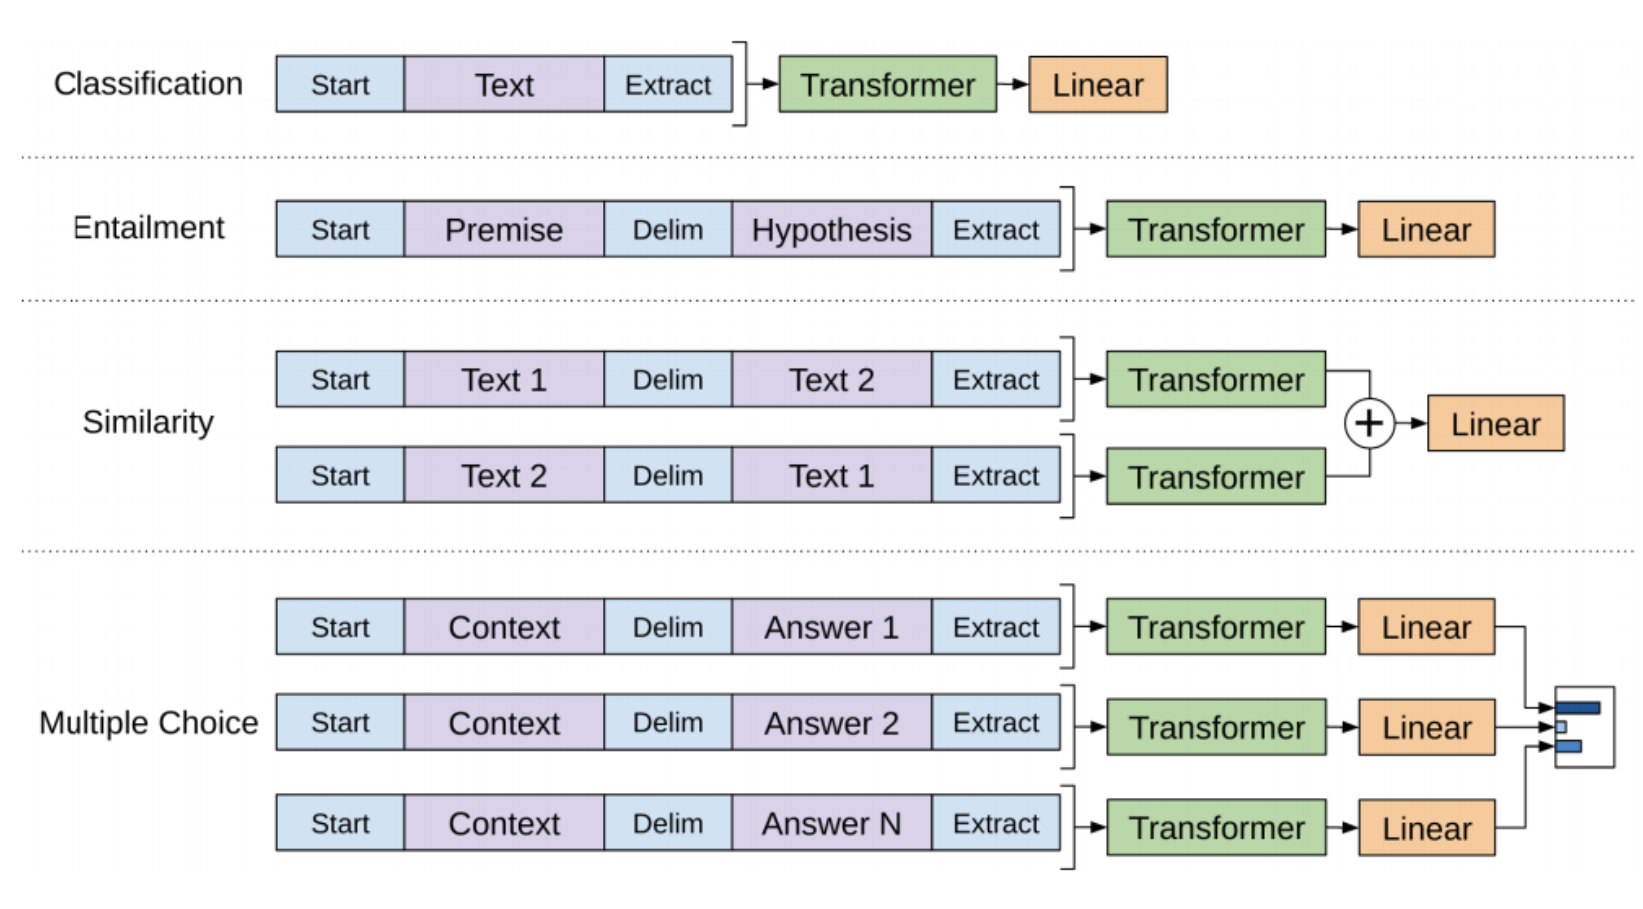 Classification Start Text Extract Transformer Linear
Entailment Start Premise Delim Hypothesis Extract Transformer Linear
Start Text 1 Delim Text 2 Extract Transformer
Similarity + Linear
Start Text 2 Delim Text 1 Extract Transformer
Start Context Delim Answer 1 Extract Transformer Linear
Multiple Choice Start Context Delim Answer 2 Extract Transformer Linear
Start Context Delim Answer N Extract Transformer Linear